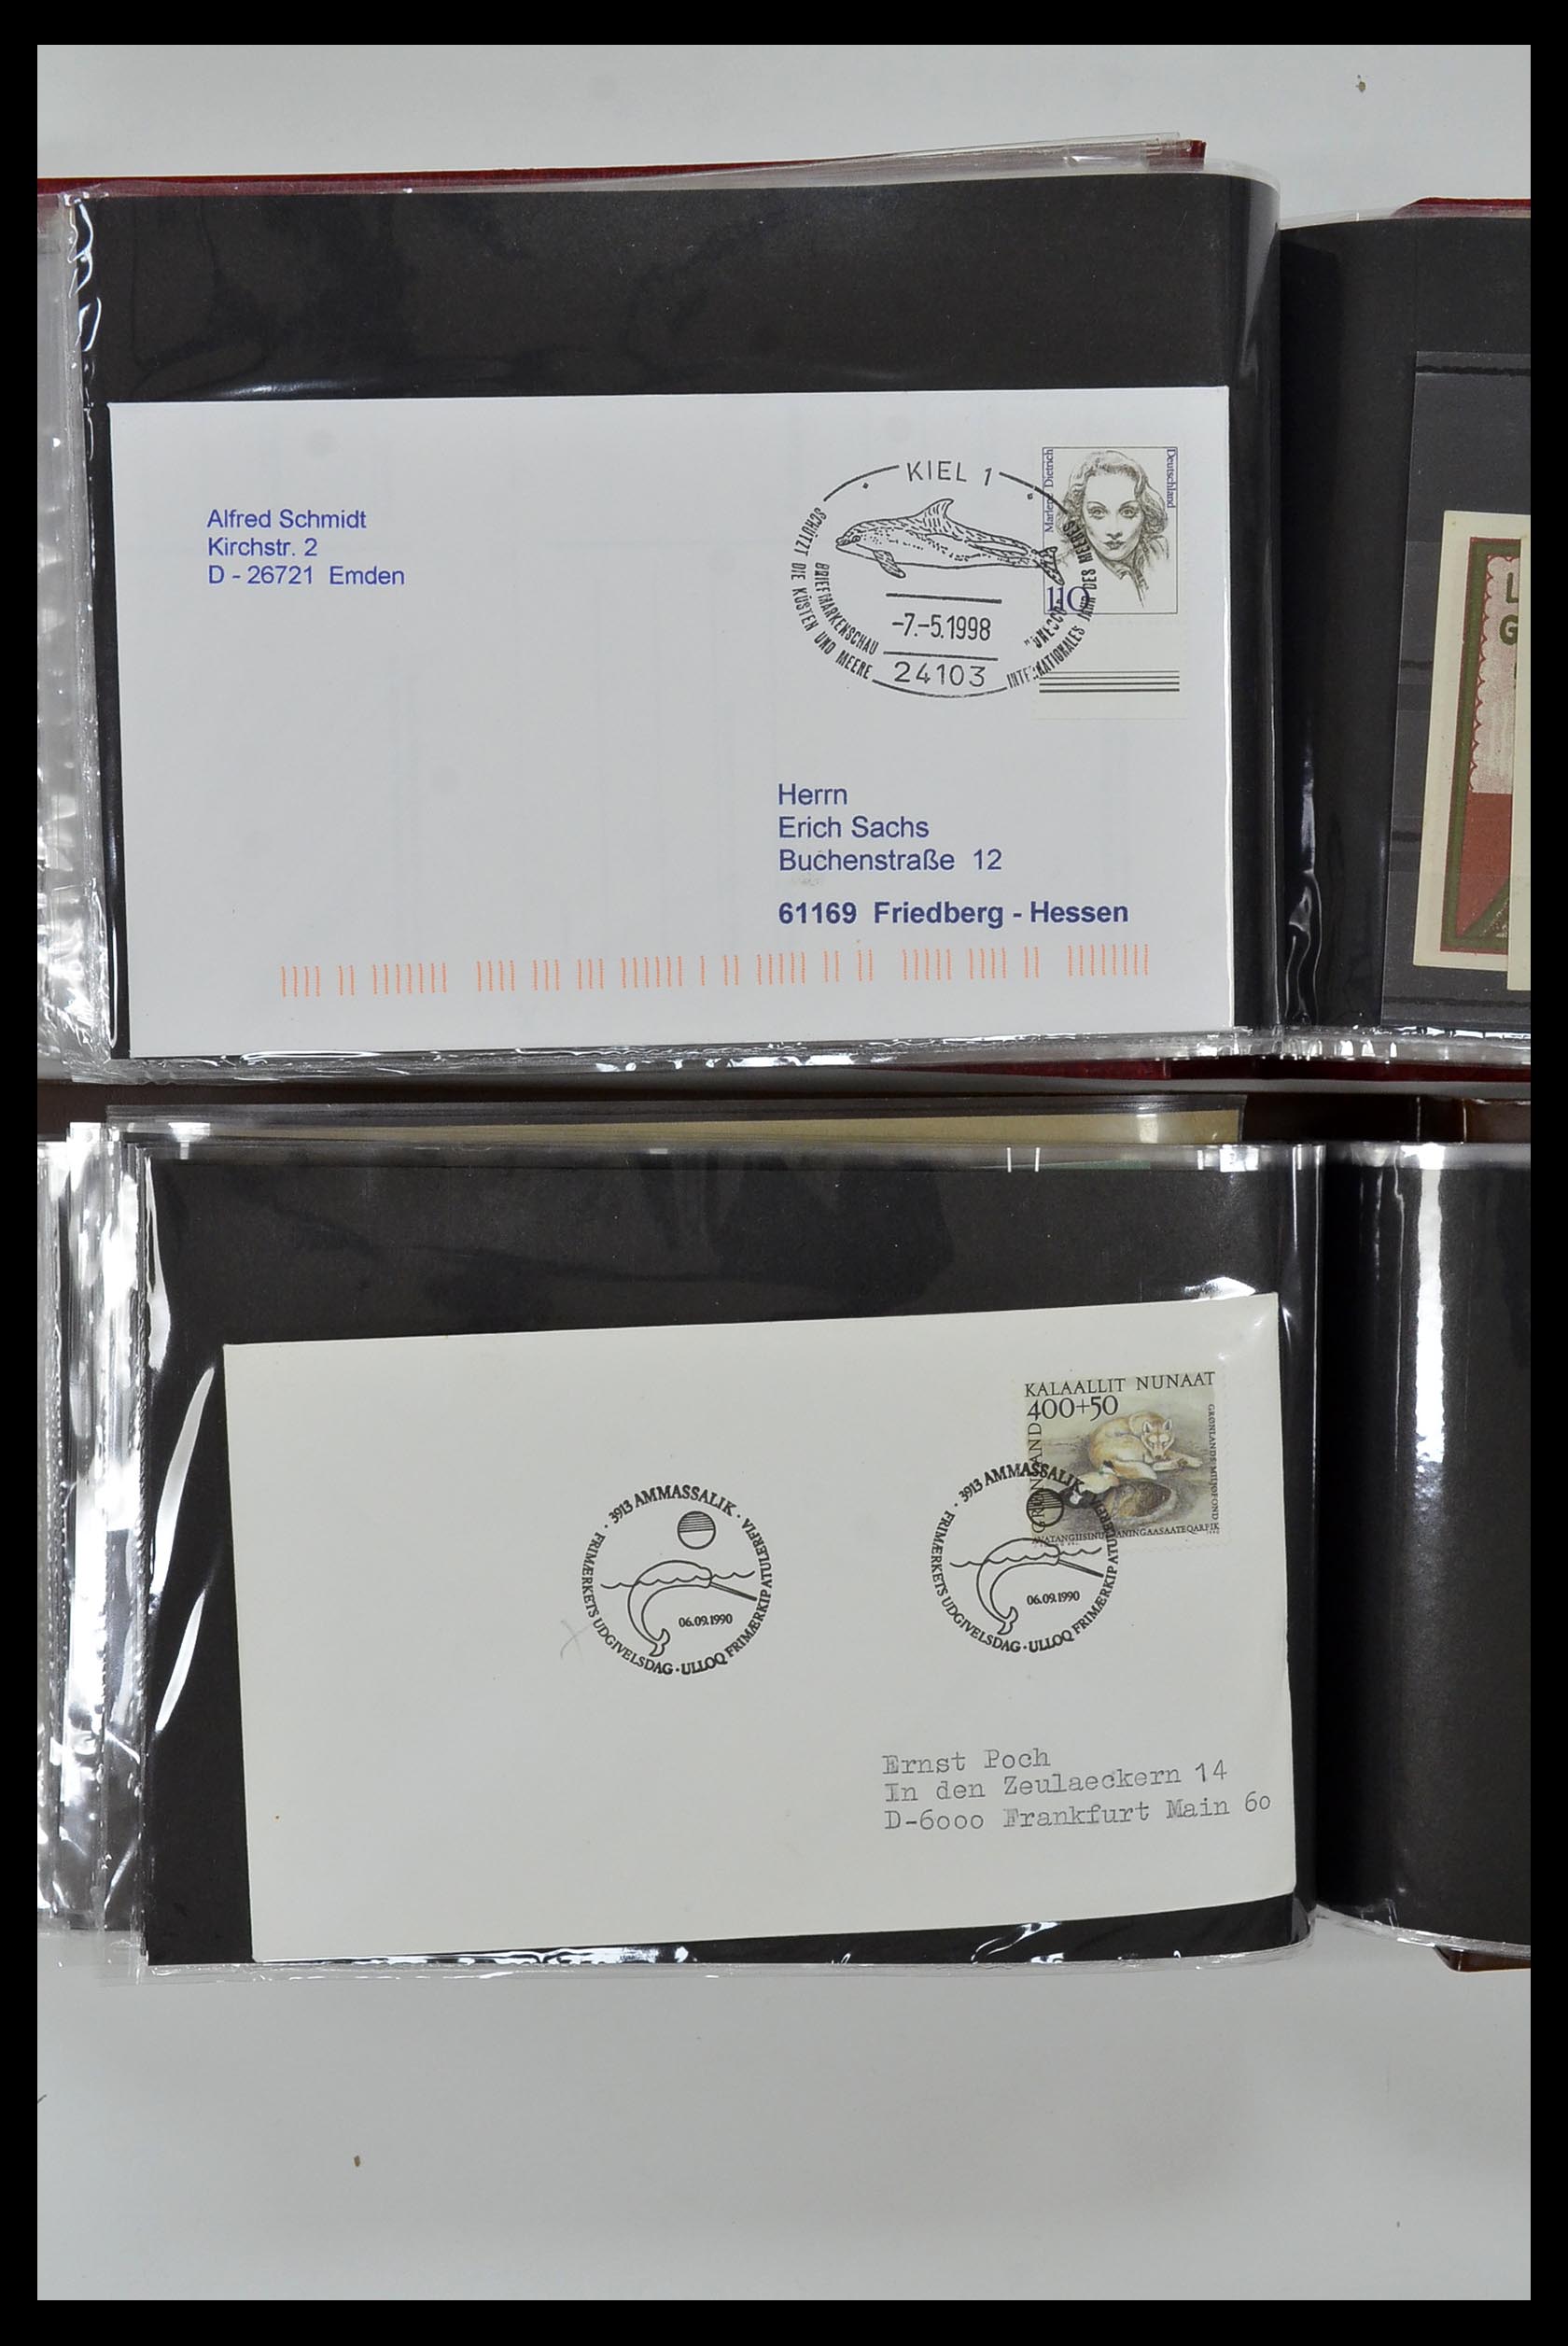 Alfred Schmidt
Kirchstr. 2
D - 26721 Emden
KIEL 1
SCHÜTZT DIE KÜSTEN UND MEERE
BRIEFMARKENSCHAU
-7.-5.1998
24103
"UNESCO-
INTERNATIONALES JAHR DES MEERES
Marlene Dietrich
Deutschland
110
Herrn
Erich Sachs
Buchenstraße 12
61169 Friedberg - Hessen
G
KALAALLIT NUNAAT
400+50
GRØNLAND
GRØNLANDS MILJØFOND
3913 AMMASSALIK · ATULERFIA
FRIMÆRKETS UDGIVELSDAG · ULLOQ FRIMÆRKIP
06.09.1990
3913 AMMASSALIK · ATULERFIA
FRIMÆRKETS UDGIVELSDAG · ULLOQ FRIMÆRKIP
06.09.1990
Ernst Poch
In den Zeulaeckern 14
D-6000 Frankfurt Main 60